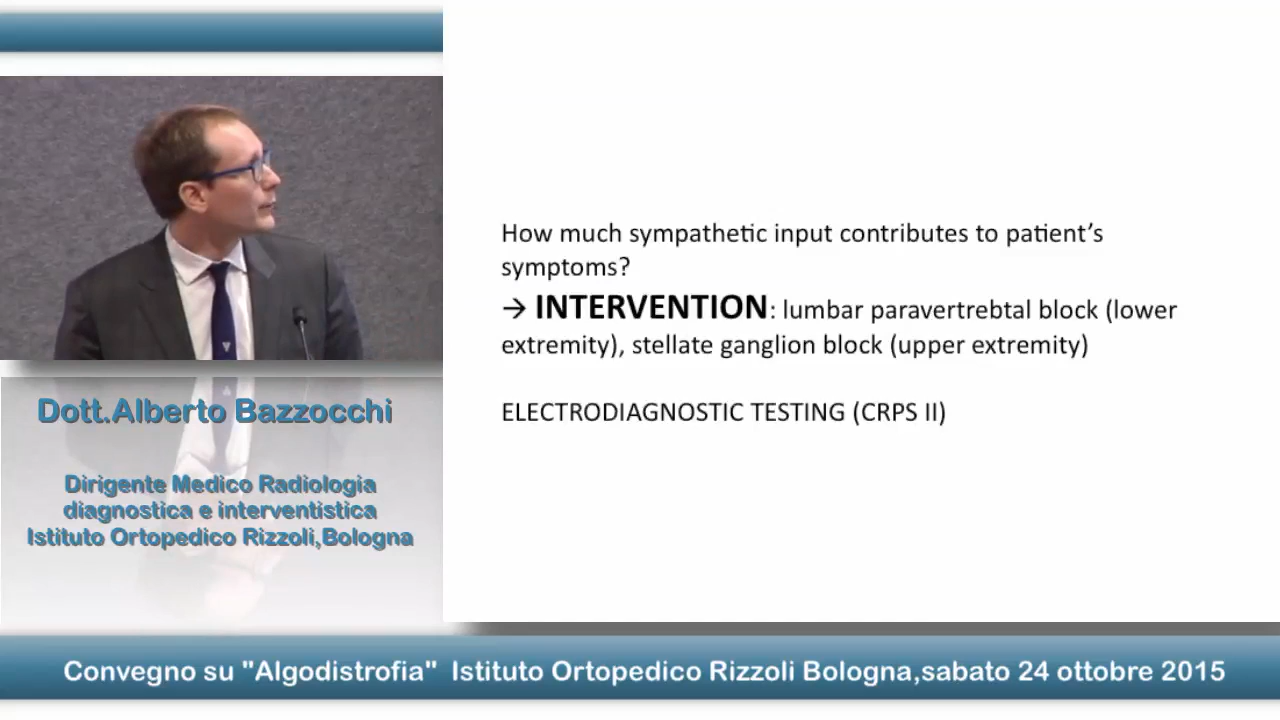 How much sympathetic input contributes to patient's
symptoms?
→ INTERVENTION: lumbar paravertrebtal block (lower
extremity), stellate ganglion block (upper extremity)
ELECTRODIAGNOSTIC TESTING (CRPS II)
Dott.Alberto Bazzocchi
Dirigente Medico Radiologia
diagnostica e interventistica
Istituto Ortopedico Rizzoli,Bologna
Convegno su "Algodistrofia" Istituto Ortopedico Rizzoli Bologna,sabato 24 ottobre 2015